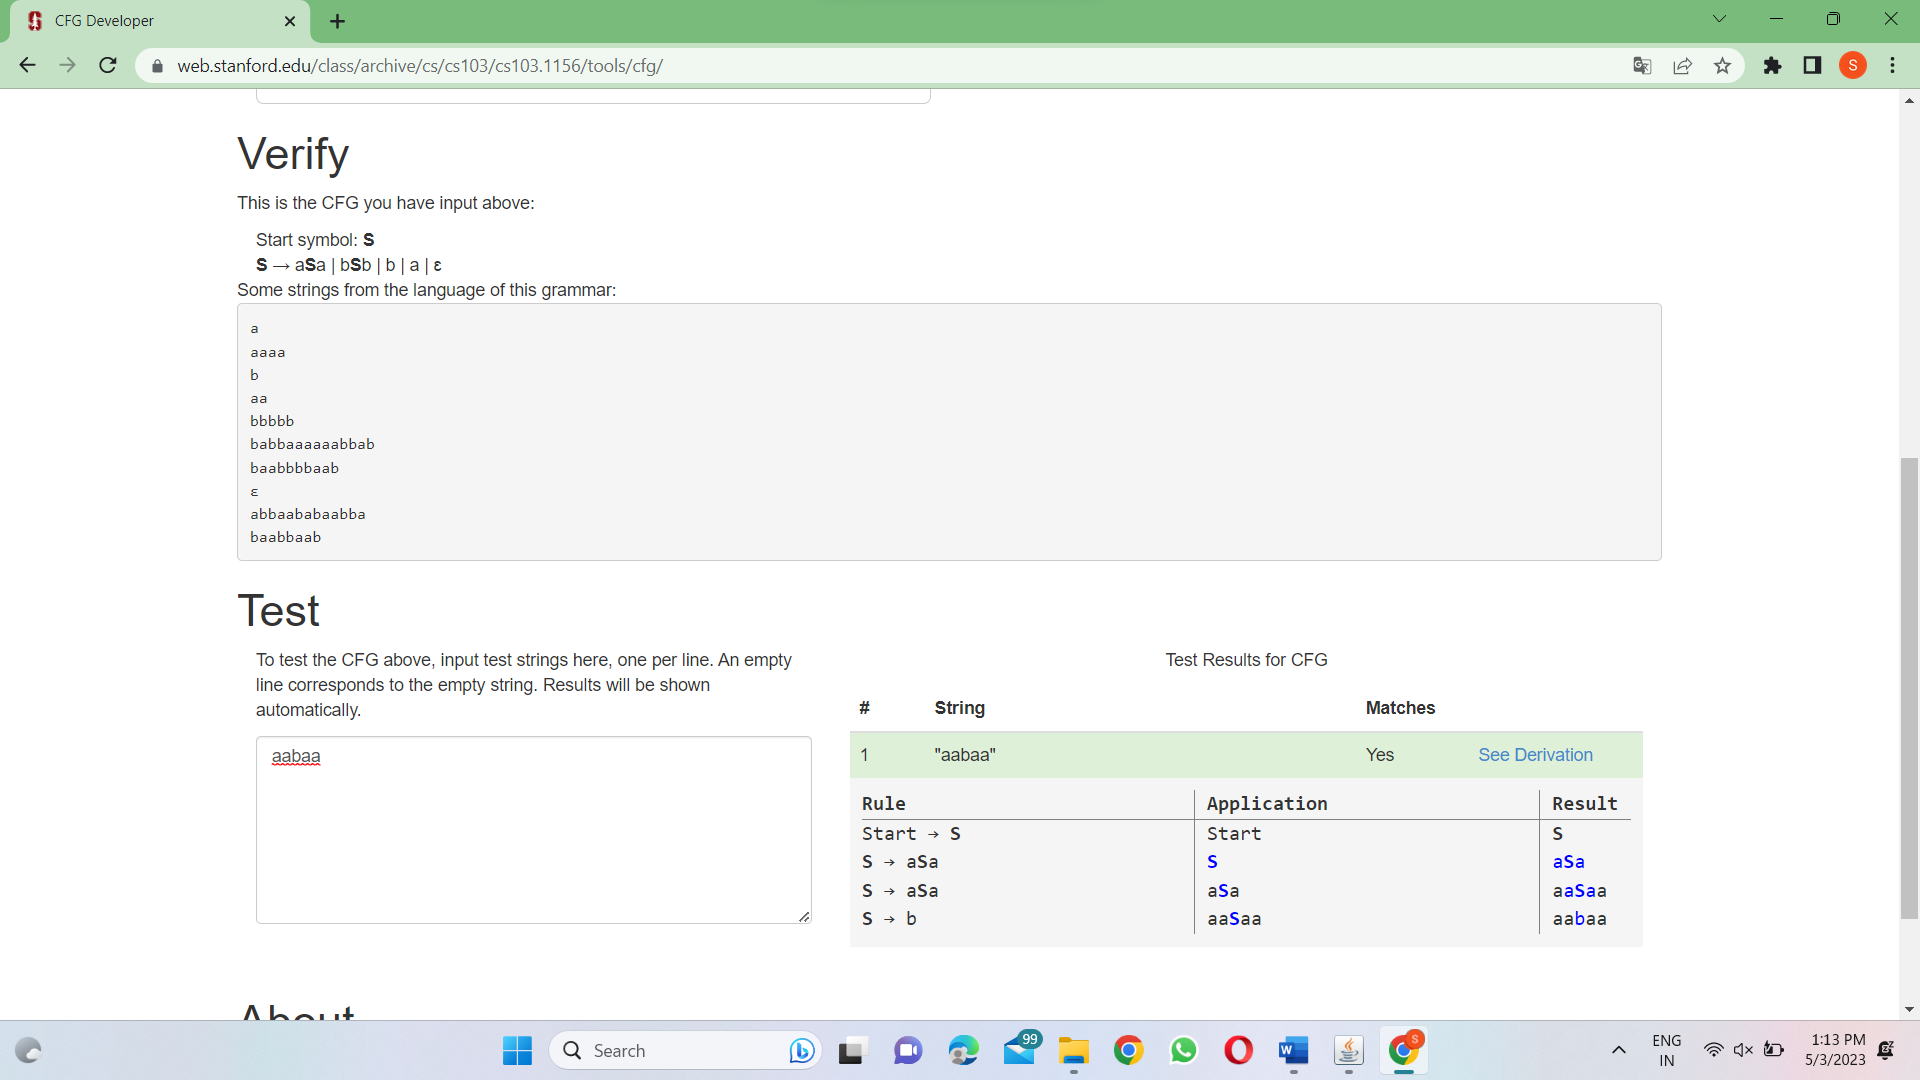 CFG Developer
web.stanford.edu/class/archive/cs/cs103/cs103.1156/tools/cfg/
S
Verify
This is the CFG you have input above:
Start symbol: S
S → aSa | bSb | b | a | ε
Some strings from the language of this grammar:
a
aaaa
b
aa
bbbbb
babbaaaaaabbab
baabbbbaab
ε
abbaababaabba
baabbaab
Test
To test the CFG above, input test strings here, one per line. An empty
line corresponds to the empty string. Results will be shown
automatically.
aabaa
Test Results for CFG
# String Matches
1 "aabaa" Yes See Derivation
Rule Application Result
Start → S Start S
S → aSa S aSa
S → aSa aSa aaSaa
S → b aaSaa aabaa
About
Search
99
W
S
ENG
IN
1:13 PM
5/3/2023